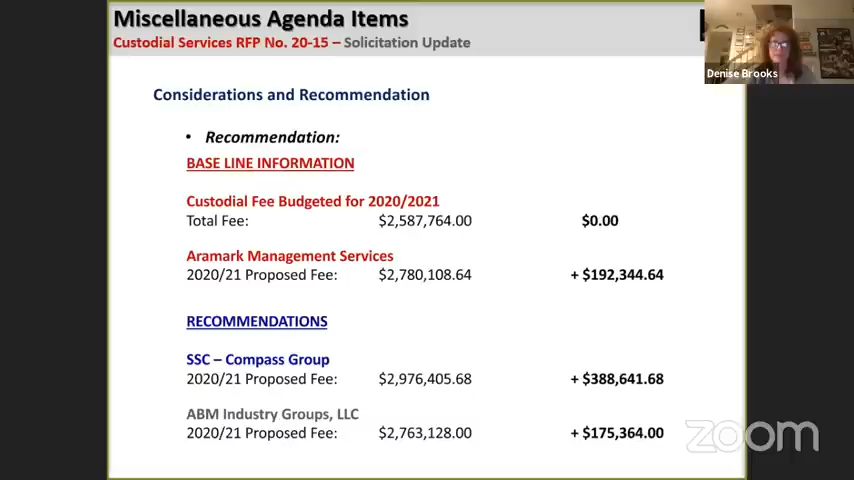 Miscellaneous Agenda Items
Custodial Services RFP No. 20-15 – Solicitation Update
Denise Brooks
Considerations and Recommendation
• Recommendation:
BASE LINE INFORMATION
Custodial Fee Budgeted for 2020/2021
Total Fee: $2,587,764.00 $0.00
Aramark Management Services
2020/21 Proposed Fee: $2,780,108.64 + $192,344.64
RECOMMENDATIONS
SSC – Compass Group
2020/21 Proposed Fee: $2,976,405.68 + $388,641.68
ABM Industry Groups, LLC
2020/21 Proposed Fee: $2,763,128.00 + $175,364.00
zoom